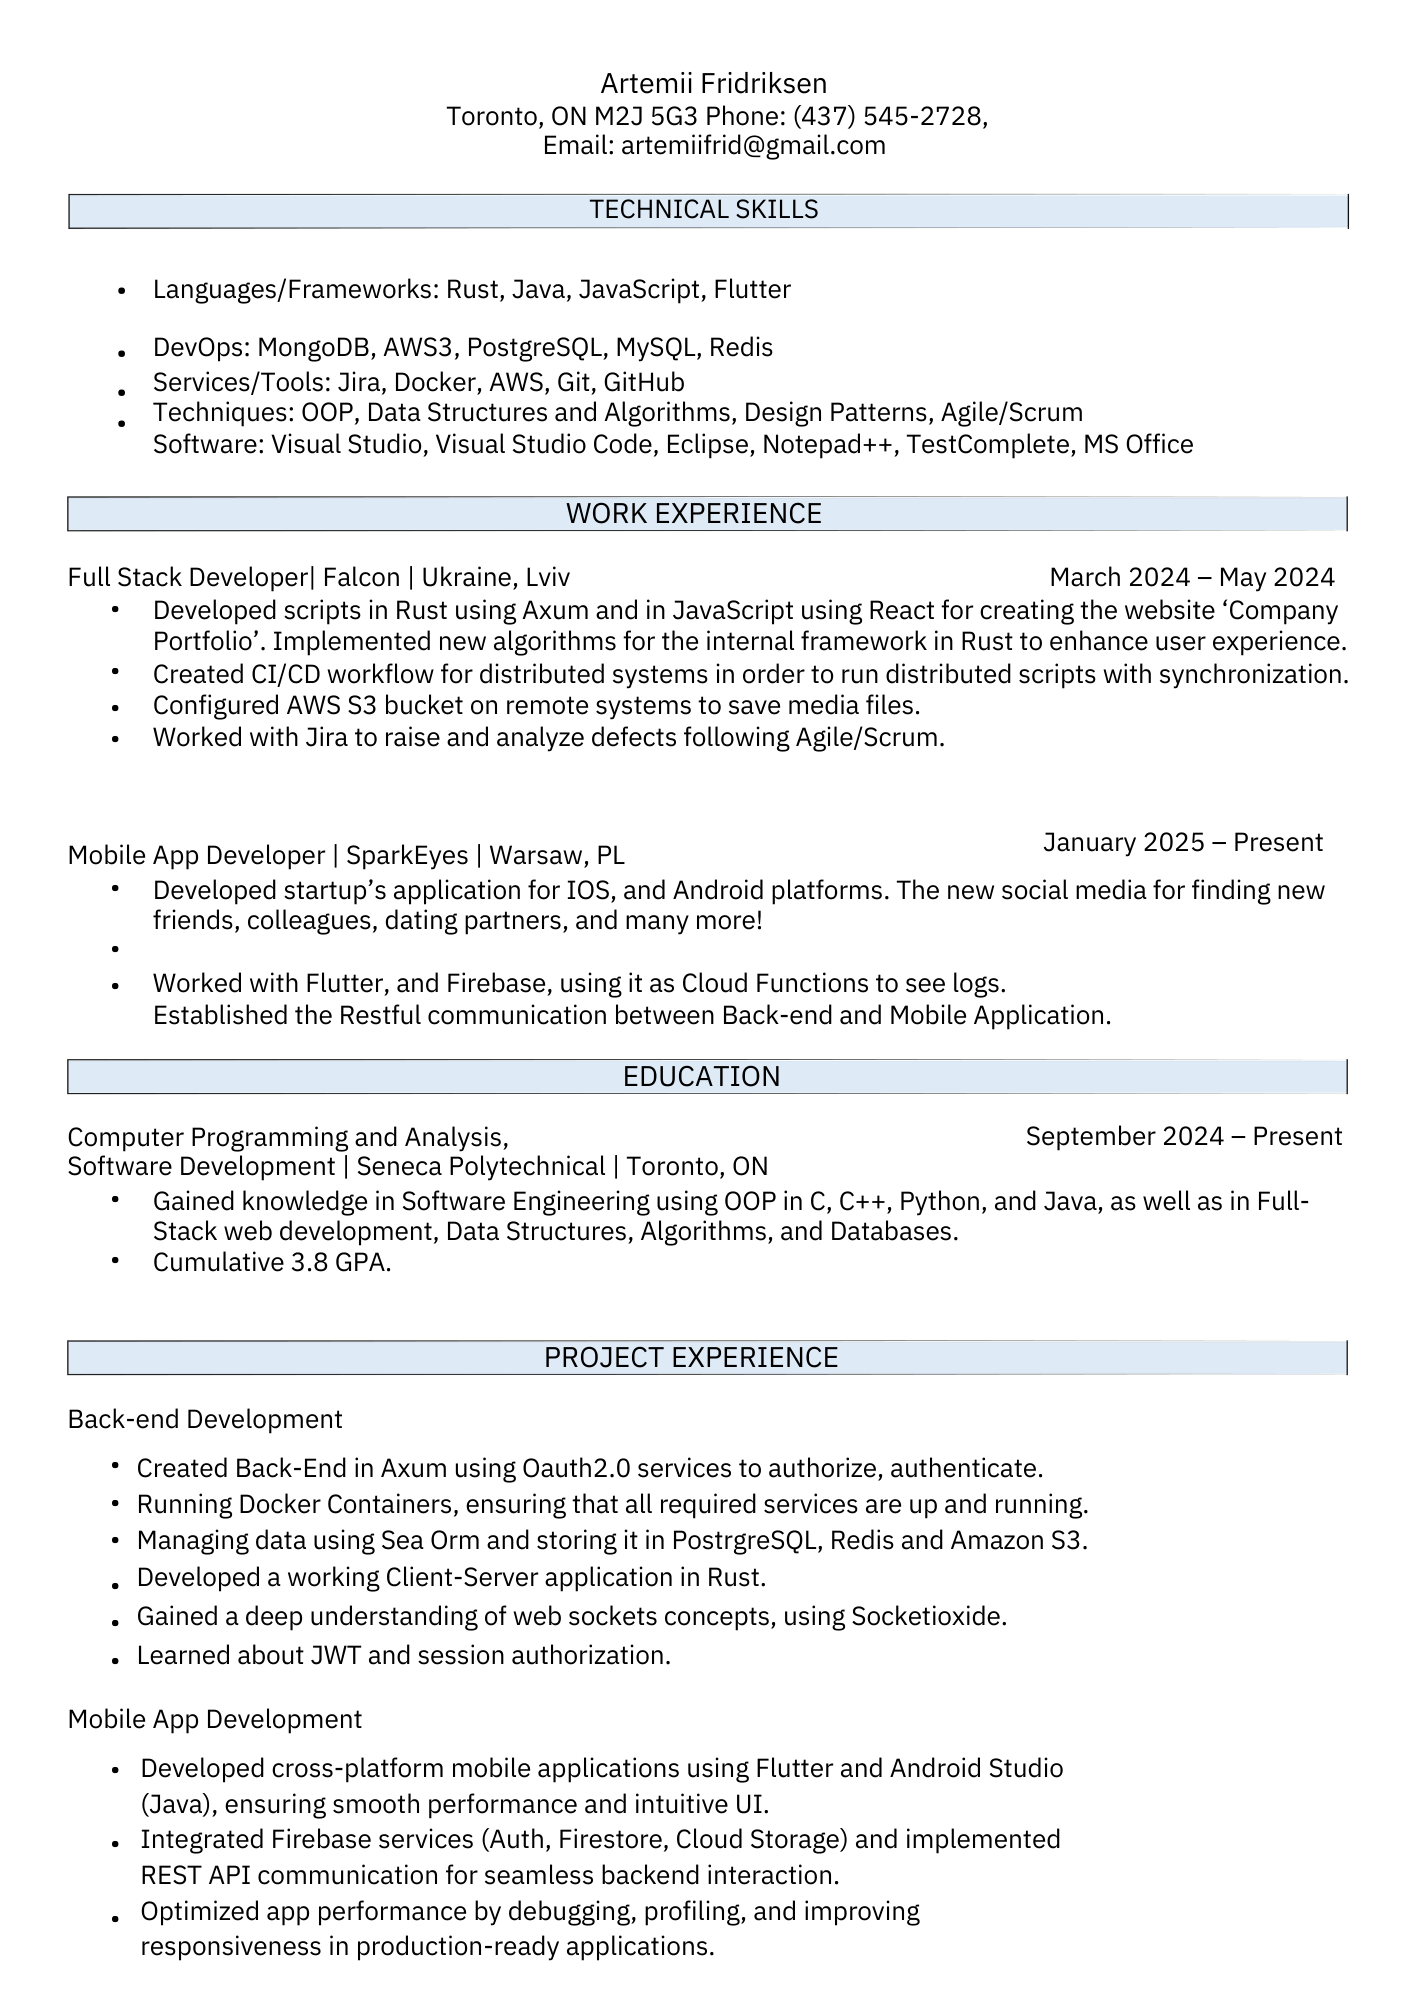 Artemii Fridriksen
Toronto, ON M2J 5G3 Phone: (437) 545-2728,
Email: artemiifrid@gmail.com
TECHNICAL SKILLS
• Languages/Frameworks: Rust, Java, JavaScript, Flutter
• DevOps: MongoDB, AWS3, PostgreSQL, MySQL, Redis
• Services/Tools: Jira, Docker, AWS, Git, GitHub
• Techniques: OOP, Data Structures and Algorithms, Design Patterns, Agile/Scrum
Software: Visual Studio, Visual Studio Code, Eclipse, Notepad++, TestComplete, MS Office
WORK EXPERIENCE
Full Stack Developer| Falcon | Ukraine, Lviv March 2024 – May 2024
• Developed scripts in Rust using Axum and in JavaScript using React for creating the website ‘Company
Portfolio’. Implemented new algorithms for the internal framework in Rust to enhance user experience.
• Created CI/CD workflow for distributed systems in order to run distributed scripts with synchronization.
• Configured AWS S3 bucket on remote systems to save media files.
• Worked with Jira to raise and analyze defects following Agile/Scrum.
Mobile App Developer | SparkEyes | Warsaw, PL January 2025 – Present
• Developed startup’s application for IOS, and Android platforms. The new social media for finding new
friends, colleagues, dating partners, and many more!
•
• Worked with Flutter, and Firebase, using it as Cloud Functions to see logs.
Established the Restful communication between Back-end and Mobile Application.
EDUCATION
Computer Programming and Analysis, September 2024 – Present
Software Development | Seneca Polytechnical | Toronto, ON
• Gained knowledge in Software Engineering using OOP in C, C++, Python, and Java, as well as in Full-
Stack web development, Data Structures, Algorithms, and Databases.
• Cumulative 3.8 GPA.
PROJECT EXPERIENCE
Back-end Development
• Created Back-End in Axum using Oauth2.0 services to authorize, authenticate.
• Running Docker Containers, ensuring that all required services are up and running.
• Managing data using Sea Orm and storing it in PostrgreSQL, Redis and Amazon S3.
• Developed a working Client-Server application in Rust.
• Gained a deep understanding of web sockets concepts, using Socketioxide.
• Learned about JWT and session authorization.
Mobile App Development
• Developed cross-platform mobile applications using Flutter and Android Studio
(Java), ensuring smooth performance and intuitive UI.
• Integrated Firebase services (Auth, Firestore, Cloud Storage) and implemented
REST API communication for seamless backend interaction.
• Optimized app performance by debugging, profiling, and improving
responsiveness in production-ready applications.